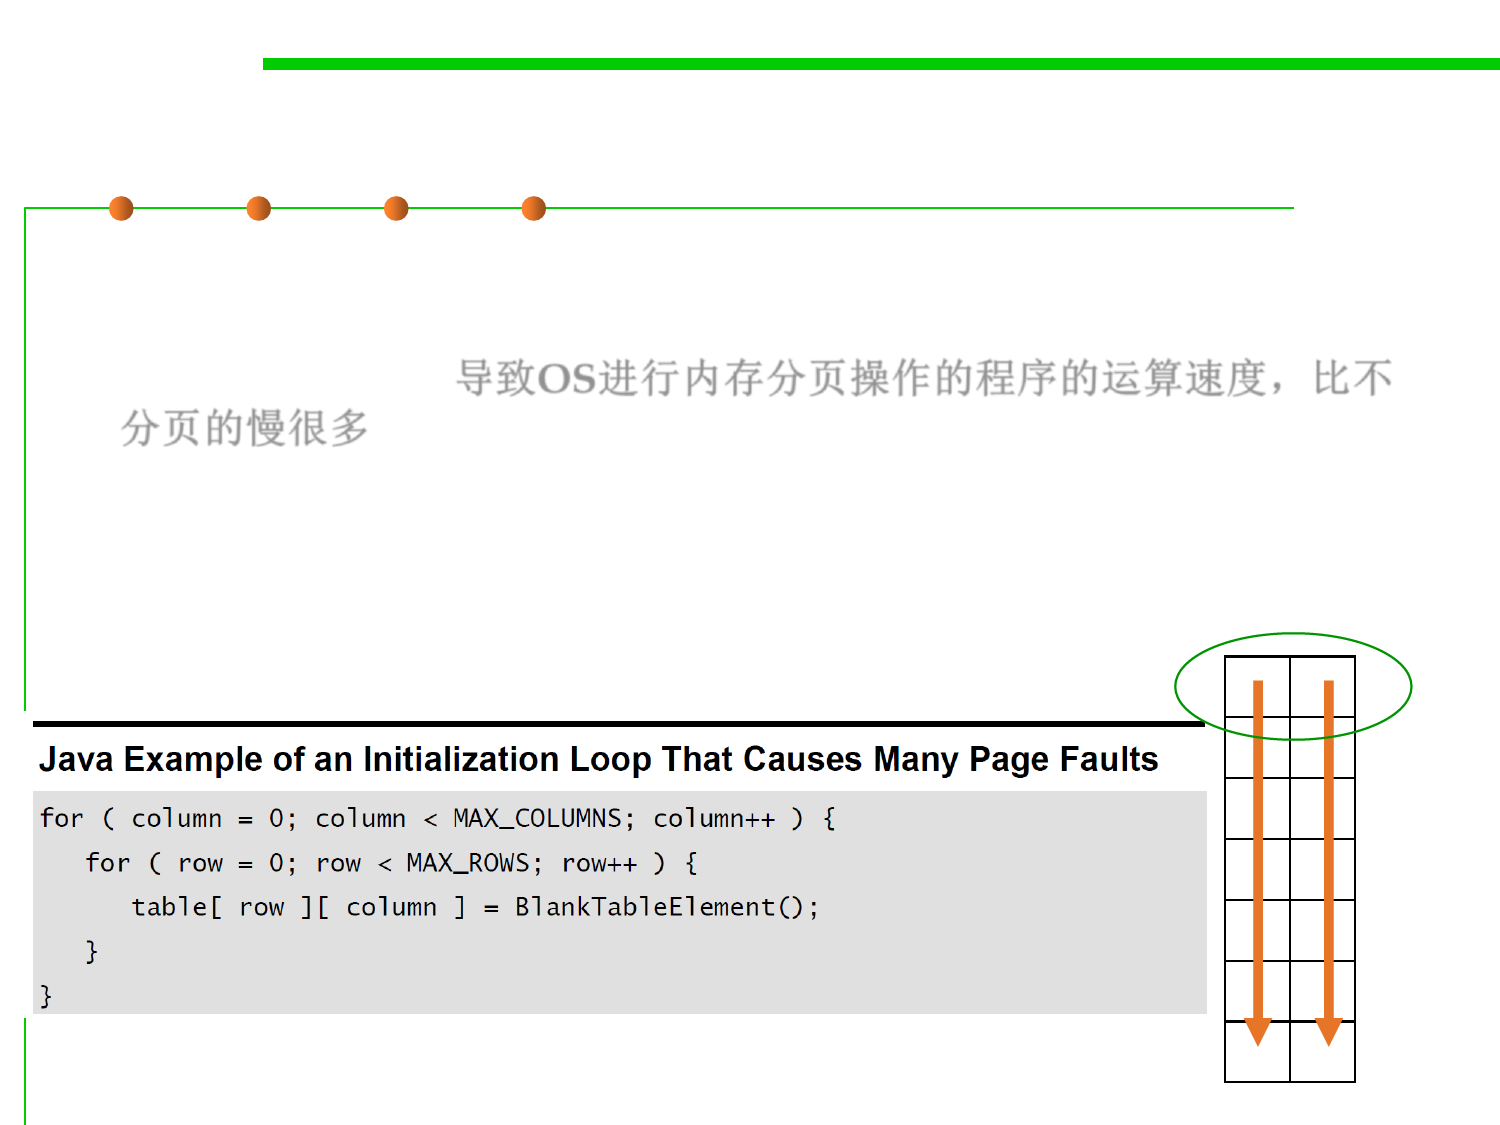 导致OS进行内存分页操作的程序的运算速度，比不
分页的慢很多
Java Example of an Initialization Loop That Causes Many Page Faults
for ( column = 0; column < MAX_COLUMNS; column++ ) {
for ( row = 0; row < MAX_ROWS; row++ ) {
table[ row ][ column ] = BlankTableElement();
}
}